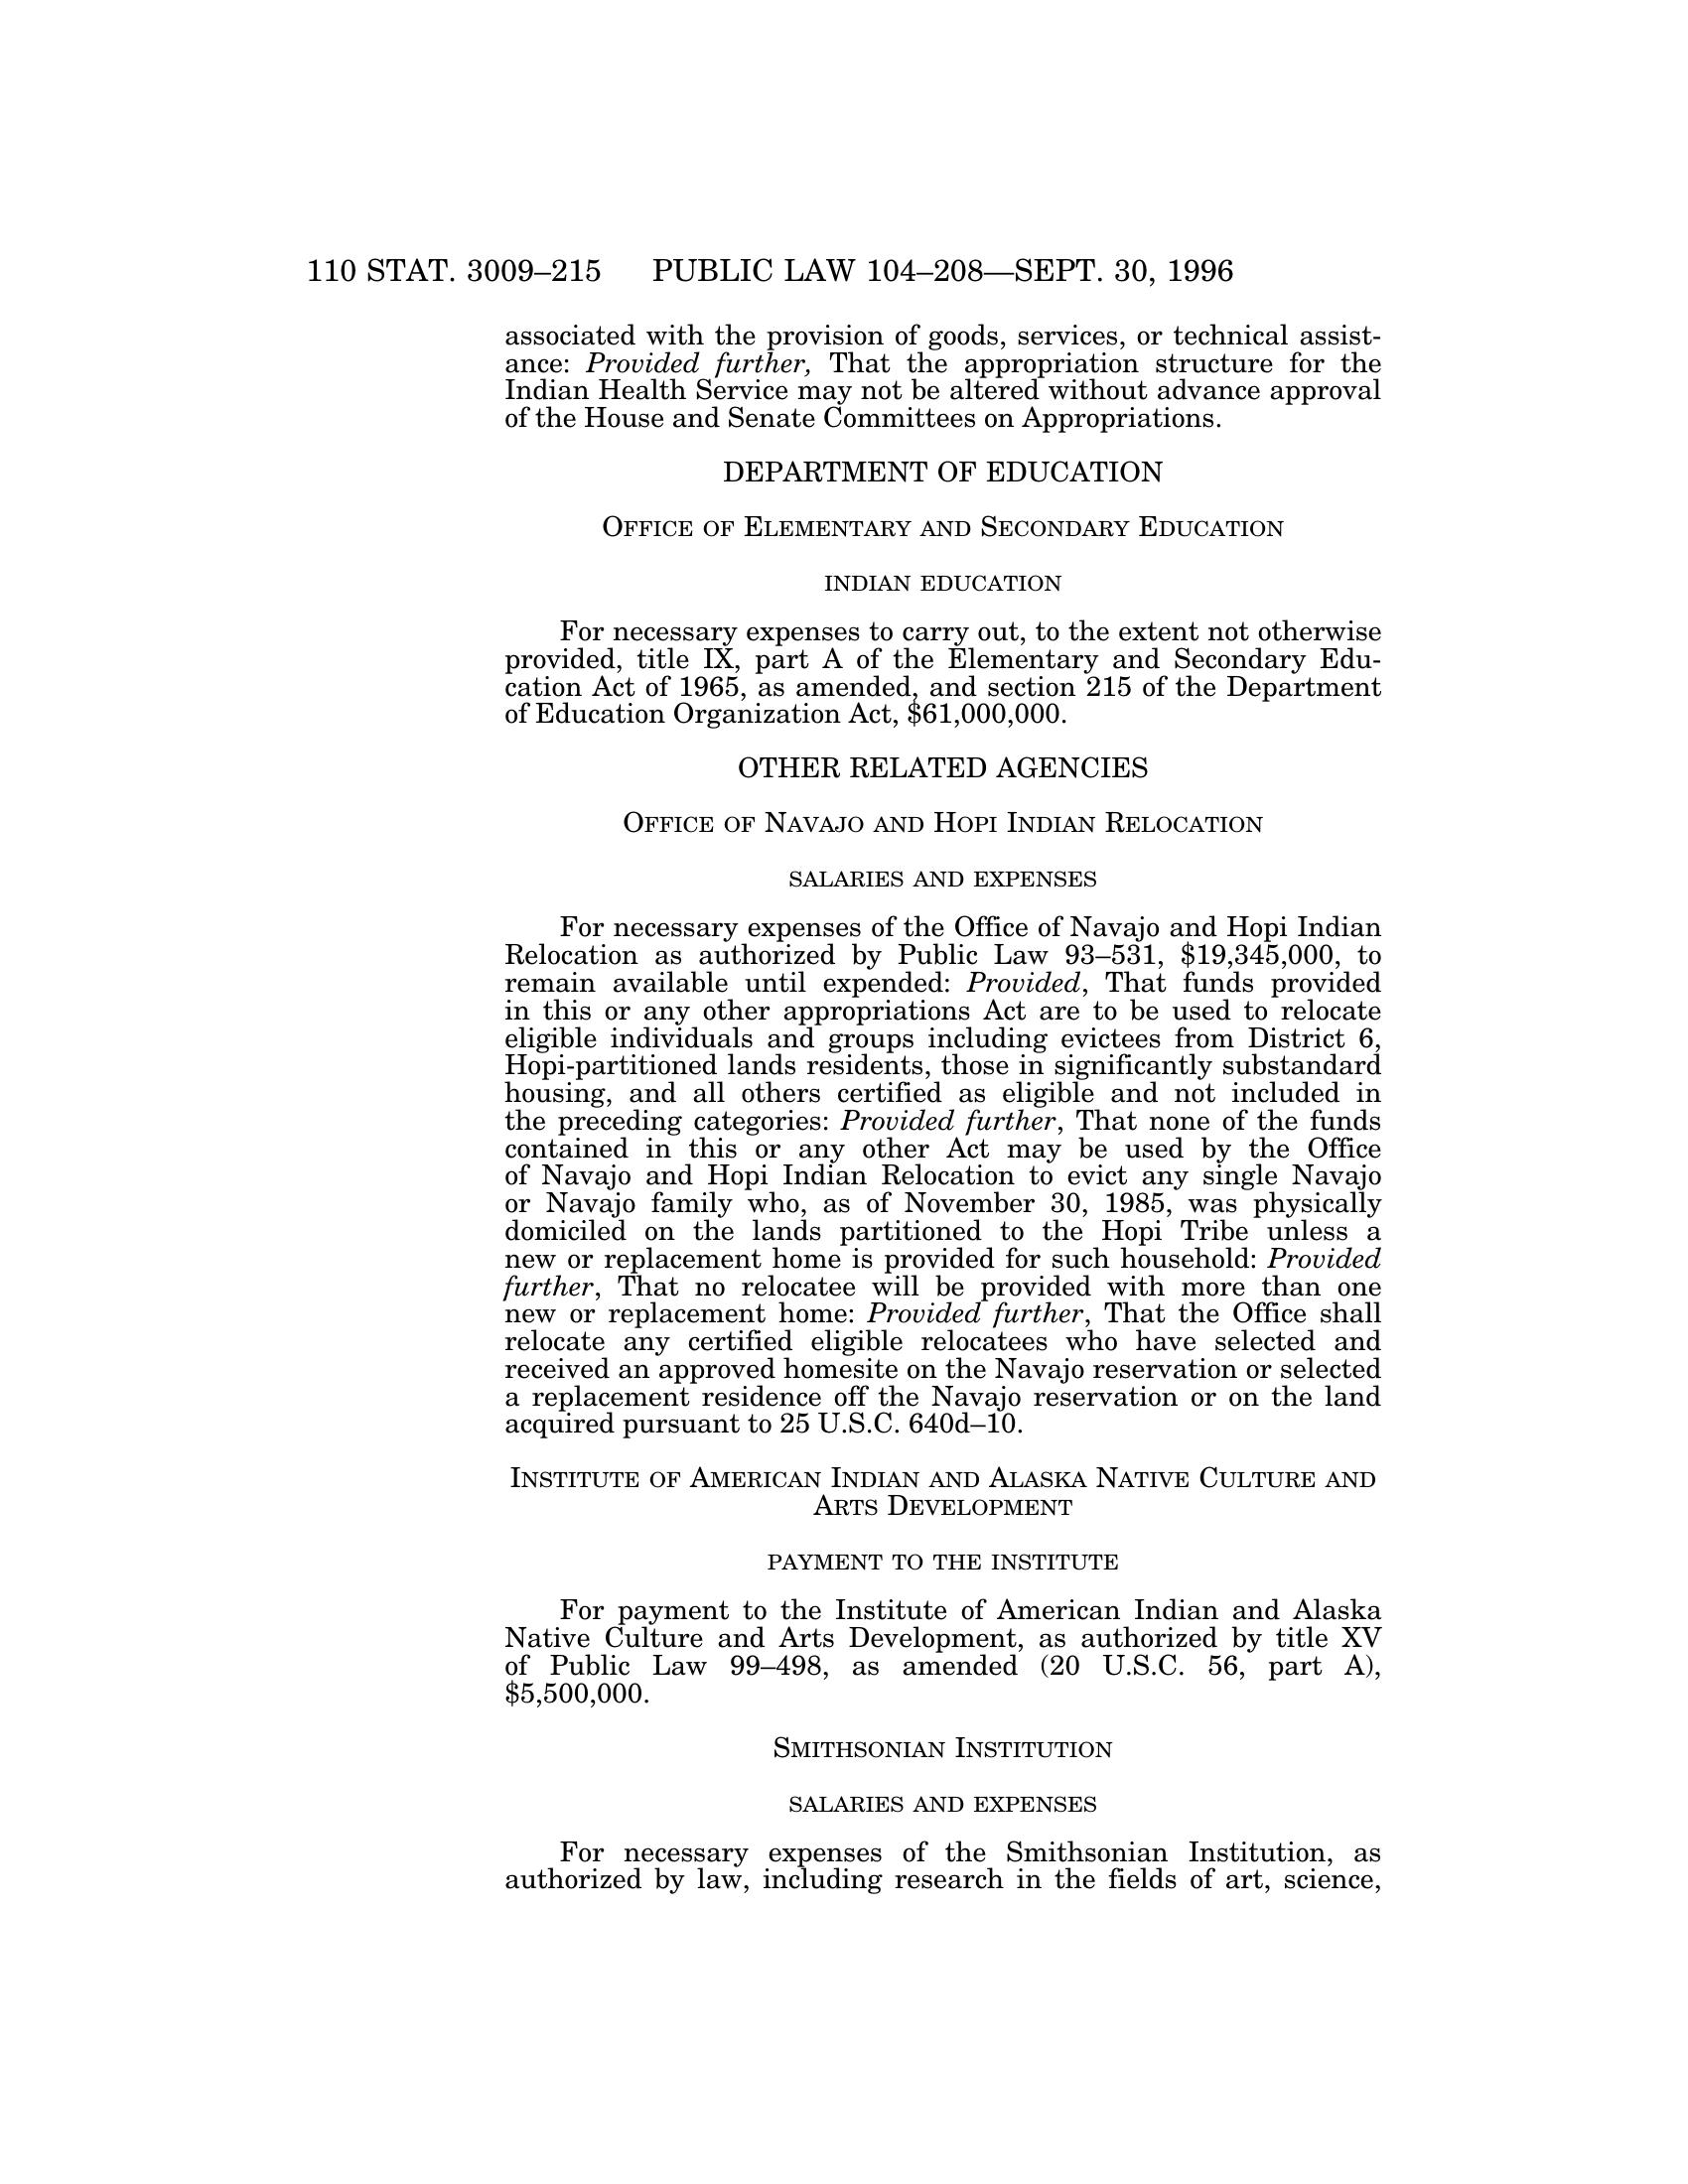 110 STAT. 3009–215 PUBLIC LAW 104–208—SEPT. 30, 1996
associated with the provision of goods, services, or technical assist-
ance: Provided further, That the appropriation structure for the
Indian Health Service may not be altered without advance approval
of the House and Senate Committees on Appropriations.
DEPARTMENT OF EDUCATION
OFFICE OF ELEMENTARY AND SECONDARY EDUCATION
INDIAN EDUCATION
For necessary expenses to carry out, to the extent not otherwise
provided, title IX, part A of the Elementary and Secondary Edu-
cation Act of 1965, as amended, and section 215 of the Department
of Education Organization Act, $61,000,000.
OTHER RELATED AGENCIES
OFFICE OF NAVAJO AND HOPI INDIAN RELOCATION
SALARIES AND EXPENSES
For necessary expenses of the Office of Navajo and Hopi Indian
Relocation as authorized by Public Law 93–531, $19,345,000, to
remain available until expended: Provided, That funds provided
in this or any other appropriations Act are to be used to relocate
eligible individuals and groups including evictees from District 6,
Hopi-partitioned lands residents, those in significantly substandard
housing, and all others certified as eligible and not included in
the preceding categories: Provided further, That none of the funds
contained in this or any other Act may be used by the Office
of Navajo and Hopi Indian Relocation to evict any single Navajo
or Navajo family who, as of November 30, 1985, was physically
domiciled on the lands partitioned to the Hopi Tribe unless a
new or replacement home is provided for such household: Provided
further, That no relocatee will be provided with more than one
new or replacement home: Provided further, That the Office shall
relocate any certified eligible relocatees who have selected and
received an approved homesite on the Navajo reservation or selected
a replacement residence off the Navajo reservation or on the land
acquired pursuant to 25 U.S.C. 640d–10.
INSTITUTE OF AMERICAN INDIAN AND ALASKA NATIVE CULTURE AND
ARTS DEVELOPMENT
PAYMENT TO THE INSTITUTE
For payment to the Institute of American Indian and Alaska
Native Culture and Arts Development, as authorized by title XV
of Public Law 99–498, as amended (20 U.S.C. 56, part A),
$5,500,000.
SMITHSONIAN INSTITUTION
SALARIES AND EXPENSES
For necessary expenses of the Smithsonian Institution, as
authorized by law, including research in the fields of art, science,